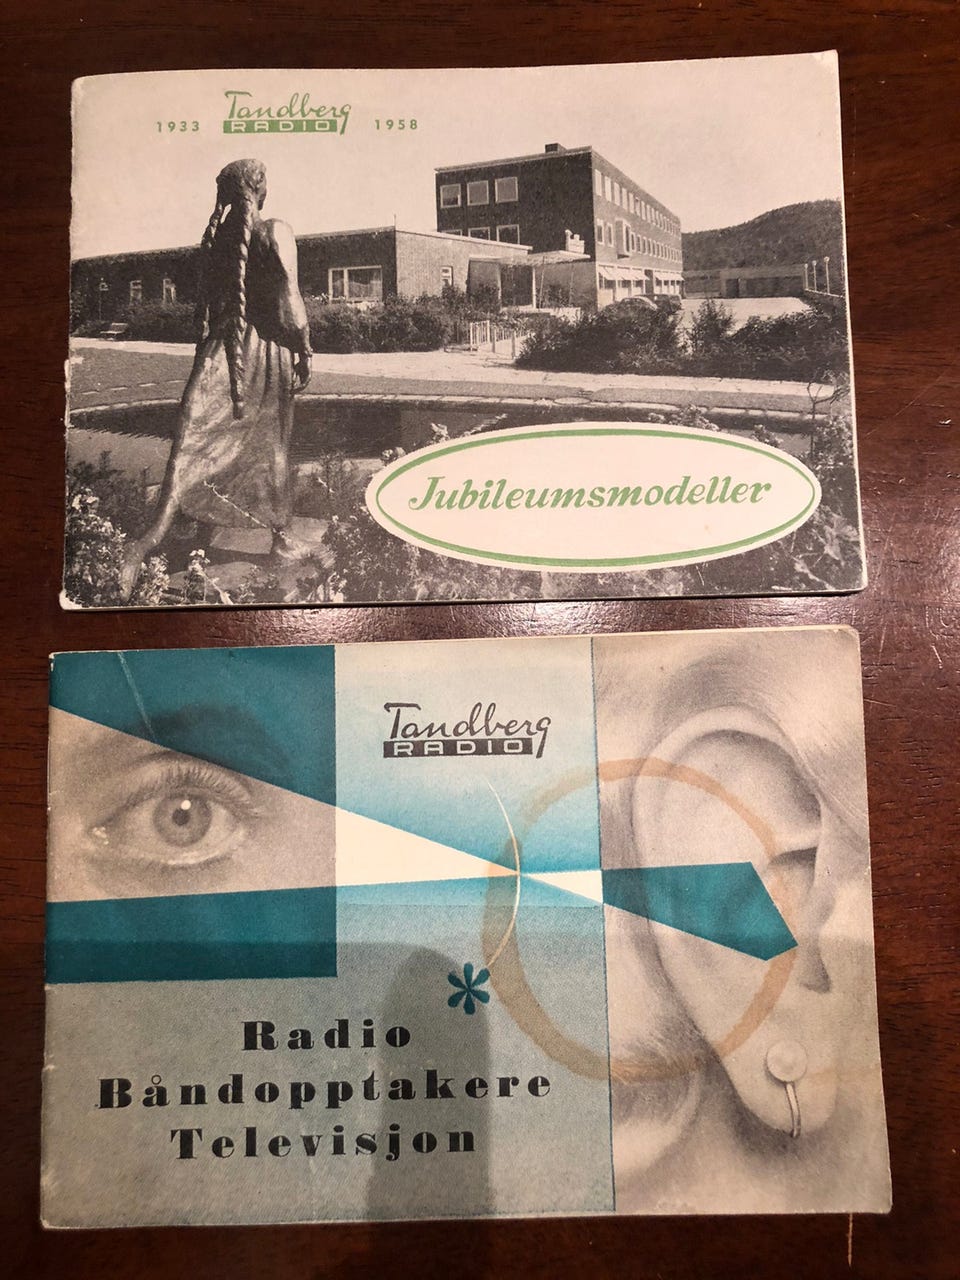 1933 Tandberg 1958
RADIO
Jubileumsmodeller
Tandberg
RADIO
Radio
Båndopptakere
Televisjon